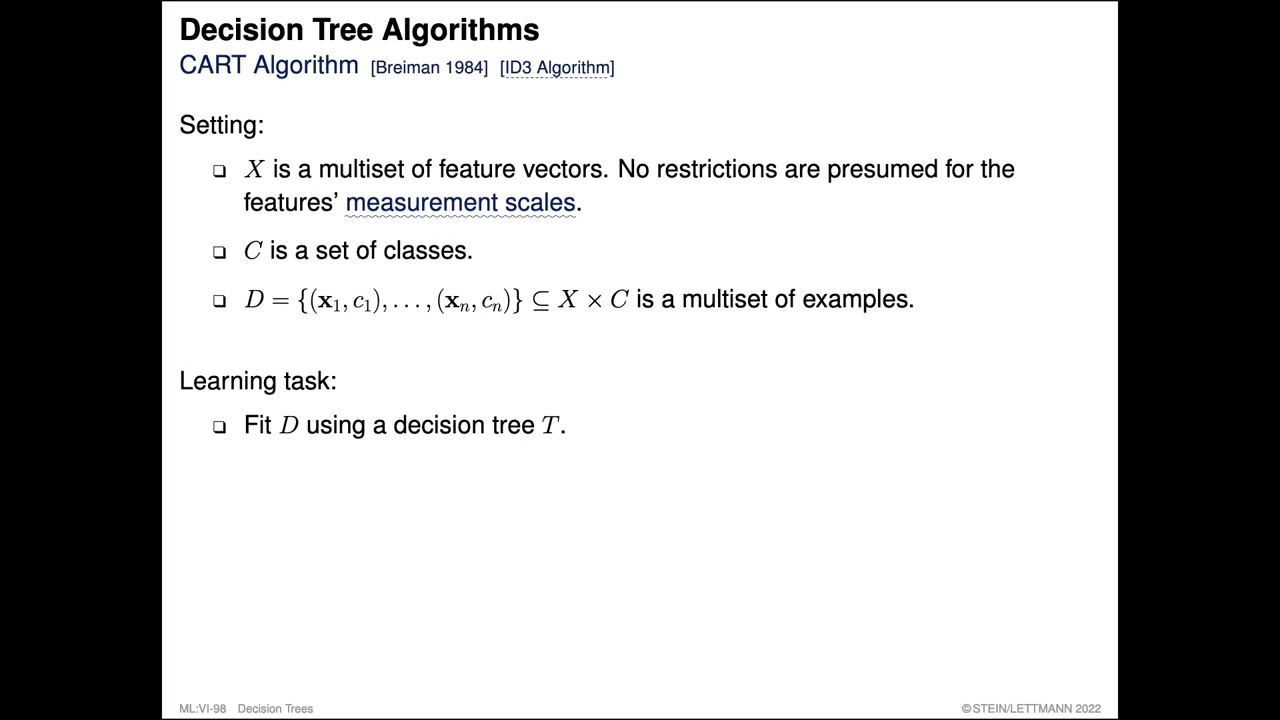 Decision Tree Algorithms
CART Algorithm [Breiman 1984] [ID3 Algorithm]
Setting:
❑ X is a multiset of feature vectors. No restrictions are presumed for the
features’ measurement scales.
❑ C is a set of classes.
❑ D = {(x₁, c₁), . . . , (xₙ, cₙ)} ⊆ X × C is a multiset of examples.
Learning task:
❑ Fit D using a decision tree T.
ML:VI-98 Decision Trees ©STEIN/LETTMANN 2022